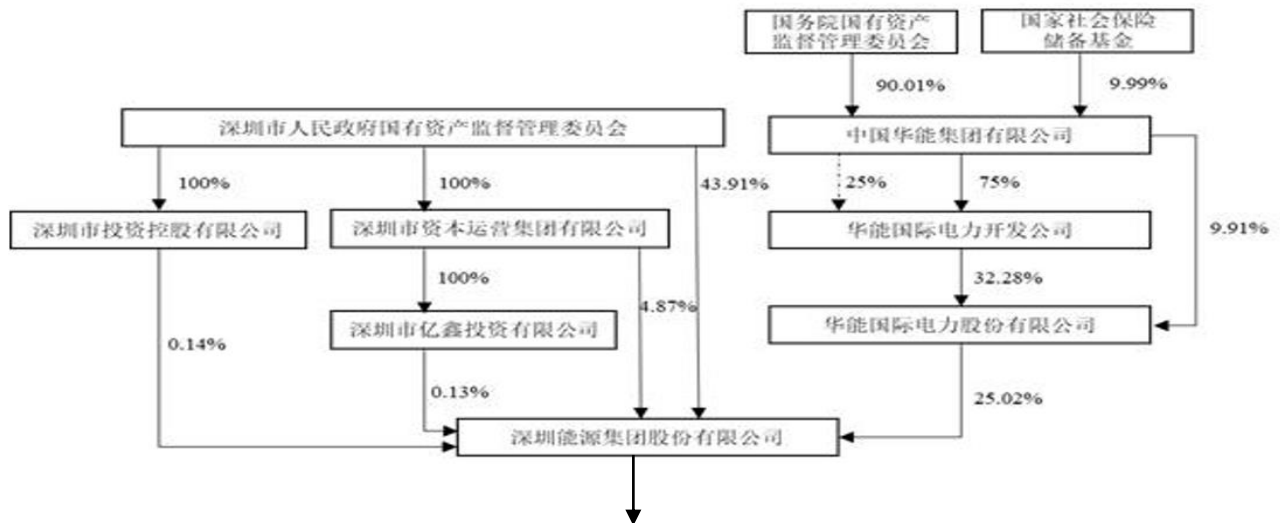 国务院国有资产
监督管理委员会
国家社会保险
储备基金
90.01%
9.99%
深圳市人民政府国有资产监督管理委员会
中国华能集团有限公司
100%
100%
43.91%
25%
75%
深圳市投资控股有限公司
深圳市资本运营集团有限公司
华能国际电力开发公司
9.91%
100%
32.28%
4.87%
深圳市亿鑫投资有限公司
华能国际电力股份有限公司
0.14%
0.13%
25.02%
深圳能源集团股份有限公司